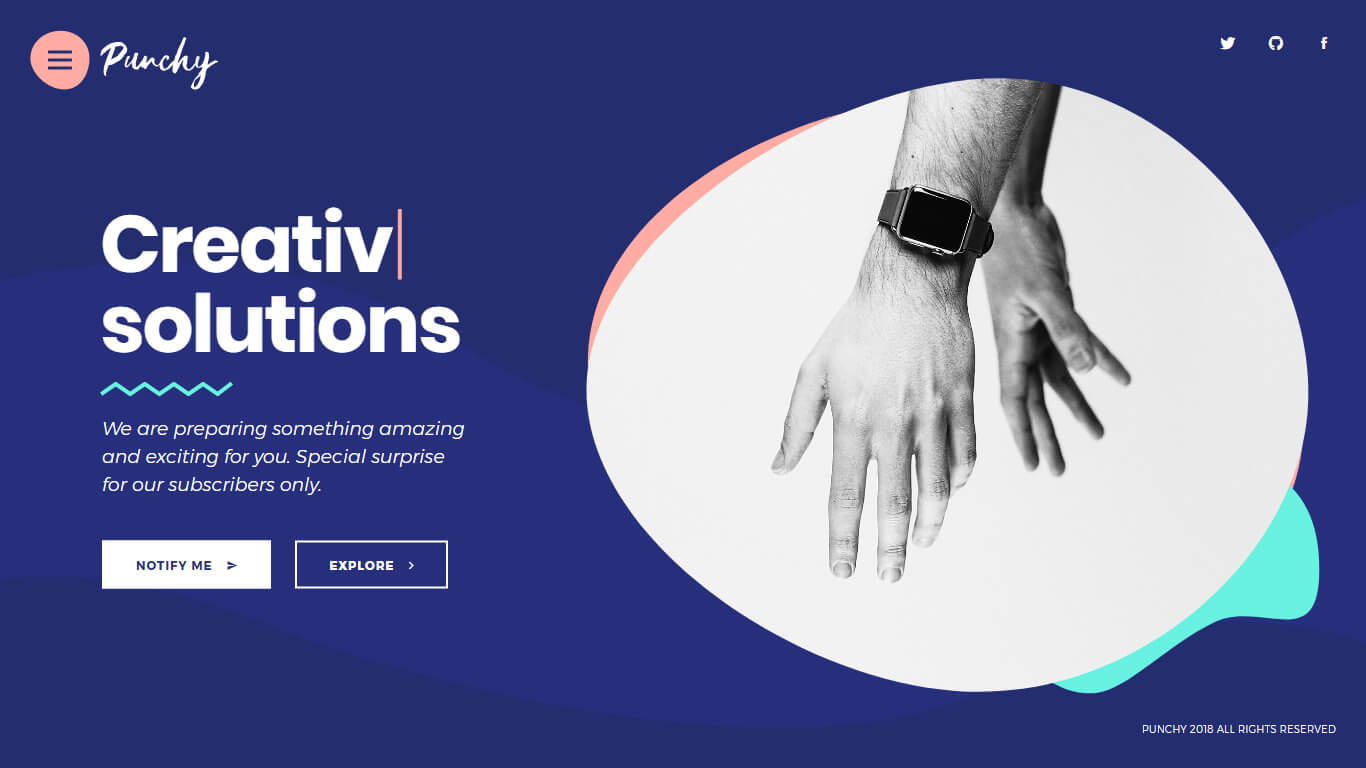 Punchy
Creativ
solutions
We are preparing something amazing
and exciting for you. Special surprise
for our subscribers only.
NOTIFY ME
EXPLORE
PUNCHY 2018 ALL RIGHTS RESERVED